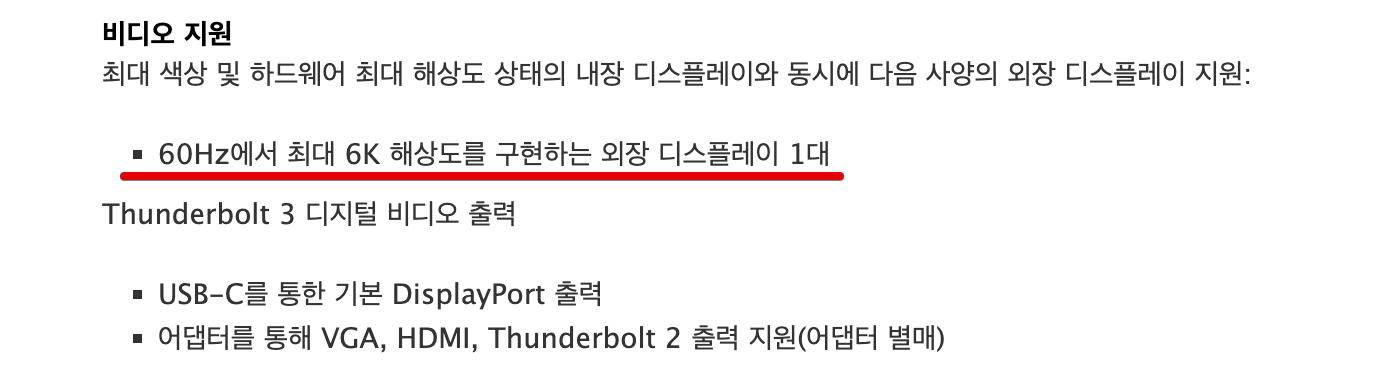 비디오 지원
최대 색상 및 하드웨어 최대 해상도 상태의 내장 디스플레이와 동시에 다음 사양의 외장 디스플레이 지원:
▪ 60Hz에서 최대 6K 해상도를 구현하는 외장 디스플레이 1대
Thunderbolt 3 디지털 비디오 출력
▪ USB-C를 통한 기본 DisplayPort 출력
▪ 어댑터를 통해 VGA, HDMI, Thunderbolt 2 출력 지원(어댑터 별매)